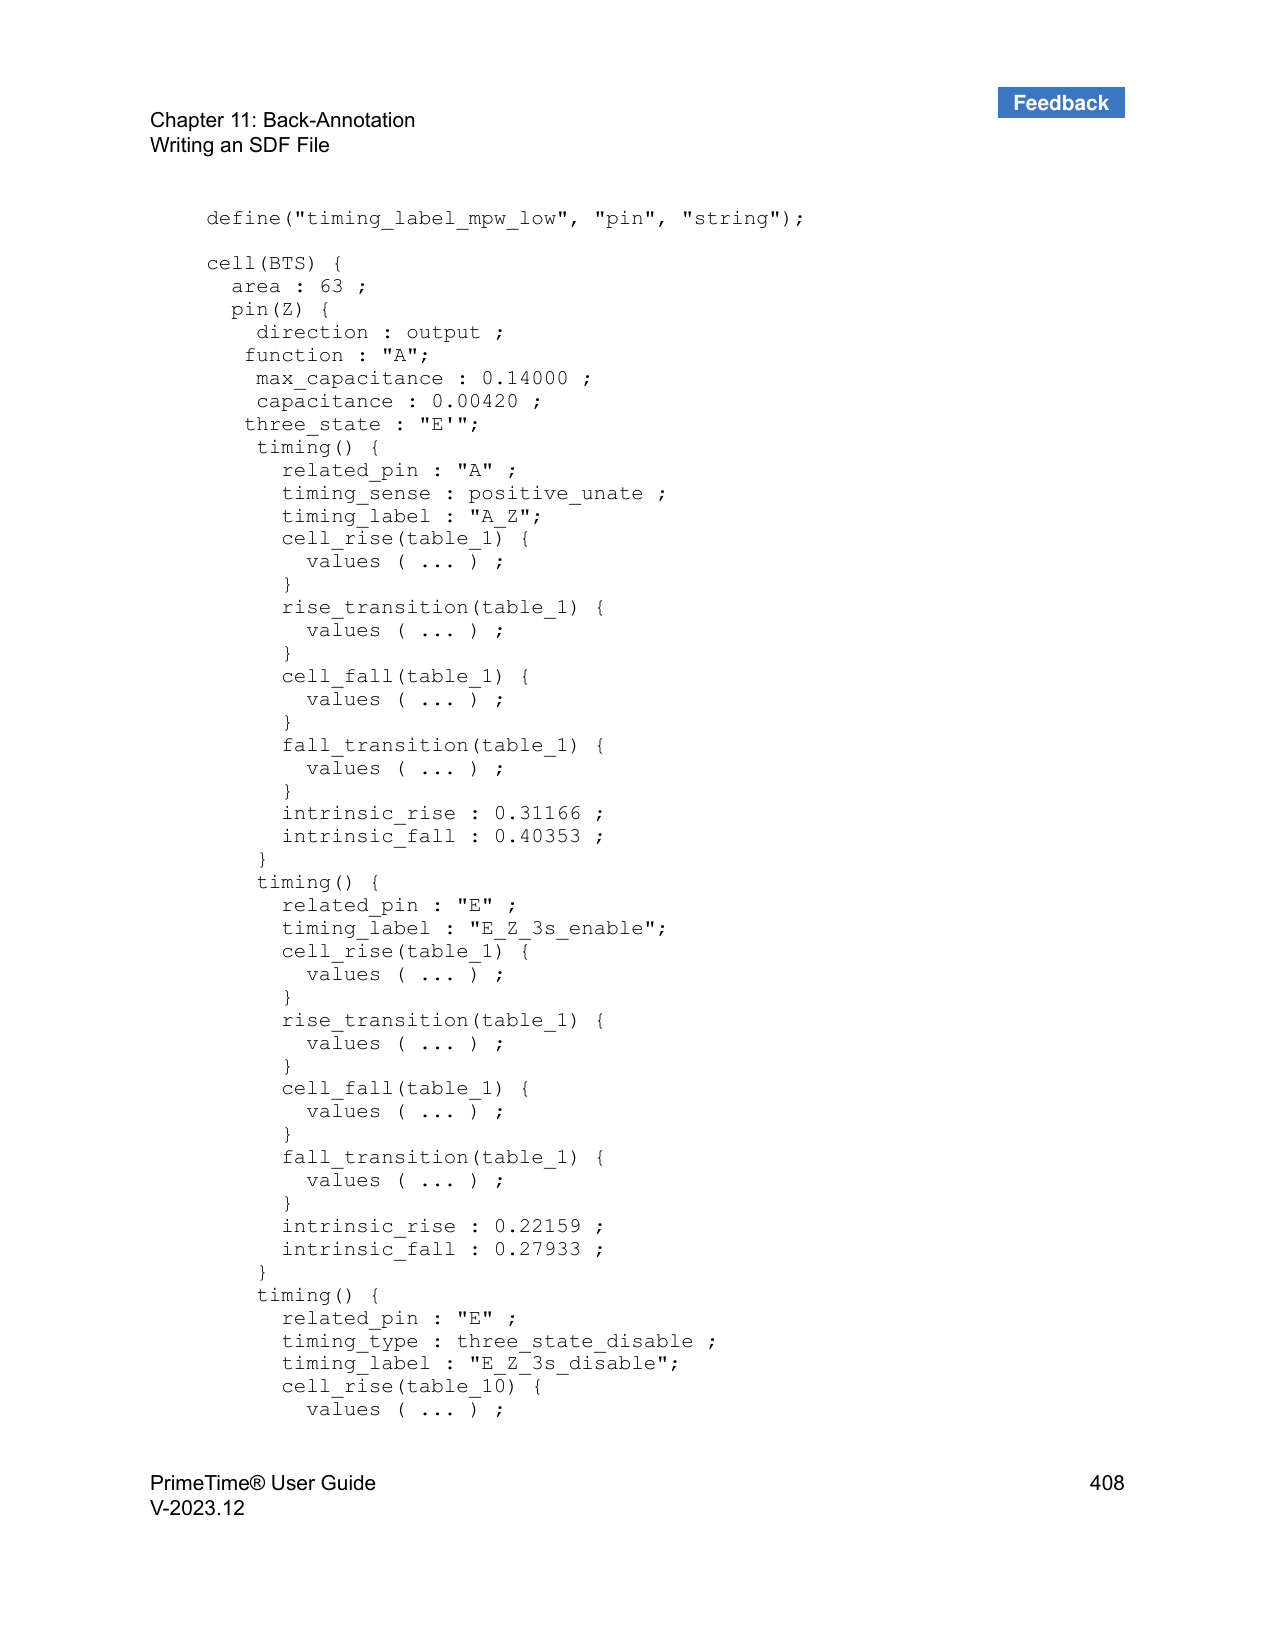 Feedback
Chapter 11: Back-Annotation
Writing an SDF File
define("timing_label_mpw_low", "pin", "string");
cell(BTS) {
area : 63 ;
pin(Z) {
direction : output ;
function : "A";
max_capacitance : 0.14000 ;
capacitance : 0.00420 ;
three_state : "E'";
timing() {
related_pin : "A" ;
timing_sense : positive_unate ;
timing_label : "A_Z";
cell_rise(table_1) {
values ( ... ) ;
}
rise_transition(table_1) {
values ( ... ) ;
}
cell_fall(table_1) {
values ( ... ) ;
}
fall_transition(table_1) {
values ( ... ) ;
}
intrinsic_rise : 0.31166 ;
intrinsic_fall : 0.40353 ;
}
timing() {
related_pin : "E" ;
timing_label : "E_Z_3s_enable";
cell_rise(table_1) {
values ( ... ) ;
}
rise_transition(table_1) {
values ( ... ) ;
}
cell_fall(table_1) {
values ( ... ) ;
}
fall_transition(table_1) {
values ( ... ) ;
}
intrinsic_rise : 0.22159 ;
intrinsic_fall : 0.27933 ;
}
timing() {
related_pin : "E" ;
timing_type : three_state_disable ;
timing_label : "E_Z_3s_disable";
cell_rise(table_10) {
values ( ... ) ;
PrimeTime® User Guide 408
V-2023.12